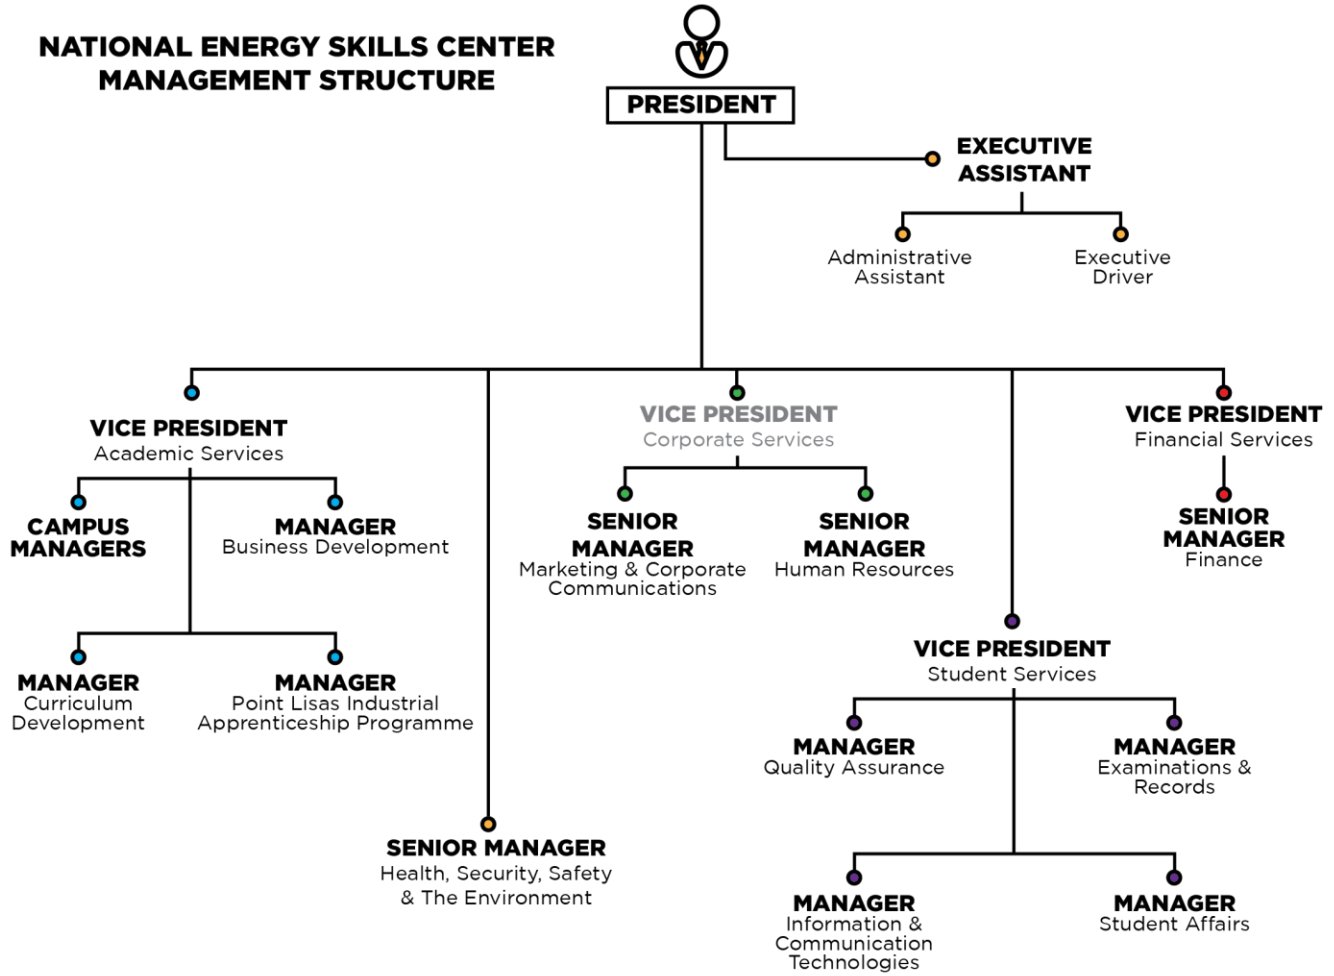 NATIONAL ENERGY SKILLS CENTER
MANAGEMENT STRUCTURE
PRESIDENT
EXECUTIVE
ASSISTANT
Administrative
Assistant
Executive
Driver
VICE PRESIDENT
Academic Services
CAMPUS
MANAGERS
MANAGER
Business Development
MANAGER
Curriculum
Development
MANAGER
Point Lisas Industrial
Apprenticeship Programme
SENIOR MANAGER
Health, Security, Safety
& The Environment
VICE PRESIDENT
Corporate Services
SENIOR
MANAGER
Marketing & Corporate
Communications
SENIOR
MANAGER
Human Resources
VICE PRESIDENT
Student Services
MANAGER
Quality Assurance
MANAGER
Examinations &
Records
MANAGER
Information &
Communication
Technologies
MANAGER
Student Affairs
VICE PRESIDENT
Financial Services
SENIOR
MANAGER
Finance